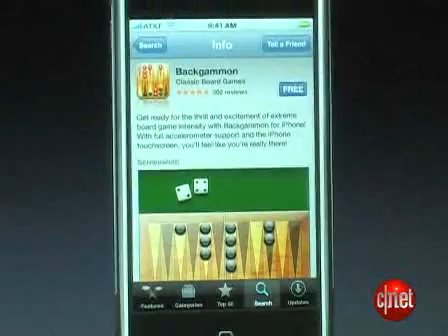 AT&T
9:41 AM
Search
Info
Tell a Friend
Backgammon
Classic Board Games
202 reviews
FREE
Get ready for the thrill and excitement of extreme
board game intensity with Backgammon for iPhone!
With full accelerometer support and the iPhone
touchscreen, you'll feel like you're really there!
Screenshots:
Featured
Categories
Top 50
Search
Updates
c|net